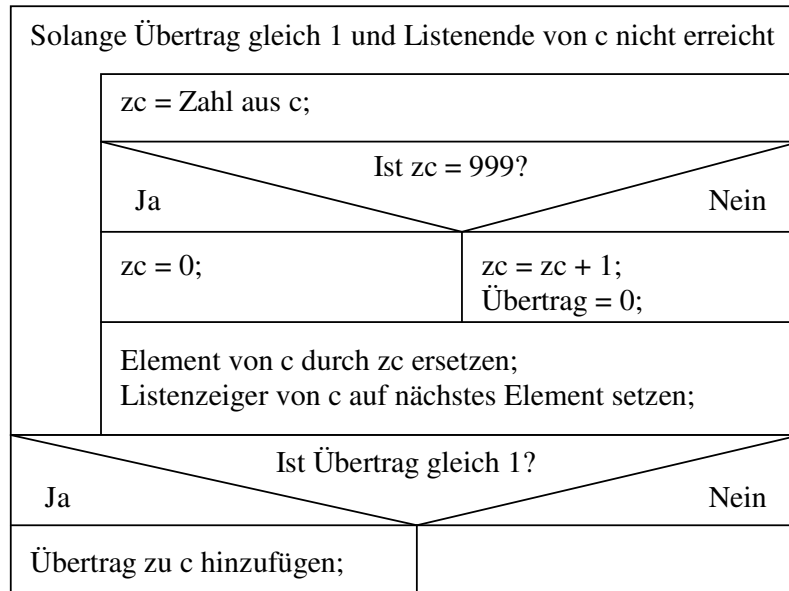 Solange Übertrag gleich 1 und Listenende von c nicht erreicht
zc = Zahl aus c;
Ist zc = 999?
Ja
Nein
zc = 0;
zc = zc + 1;
Übertrag = 0;
Element von c durch zc ersetzen;
Listenzeiger von c auf nächstes Element setzen;
Ist Übertrag gleich 1?
Ja
Nein
Übertrag zu c hinzufügen;